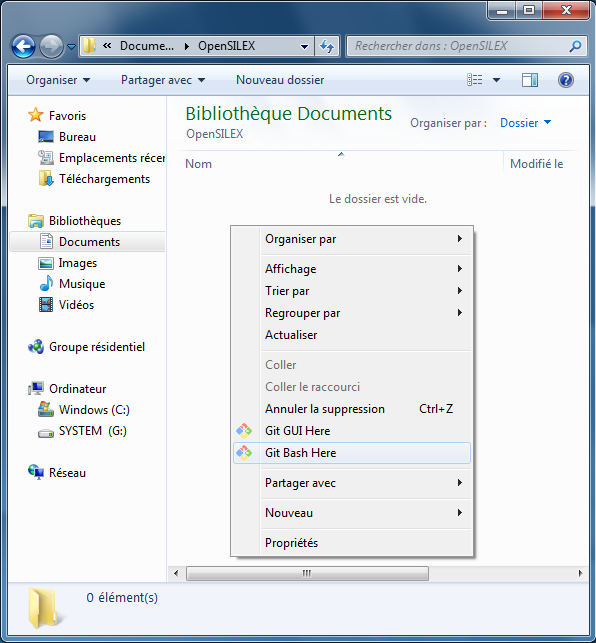 « Docume... ▸ OpenSILEX
Rechercher dans : OpenSILEX
Organiser Partager avec Nouveau dossier
Favoris
Bureau
Emplacements récer
Téléchargements
Bibliothèques
Documents
Images
Musique
Vidéos
Groupe résidentiel
Ordinateur
Windows (C:)
SYSTEM (G:)
Réseau
Bibliothèque Documents
OpenSILEX
Organiser par : Dossier
Nom Modifié le
Le dossier est vide.
Organiser par
Affichage
Trier par
Regrouper par
Actualiser
Coller
Coller le raccourci
Annuler la suppression Ctrl+Z
Git GUI Here
Git Bash Here
Partager avec
Nouveau
Propriétés
0 élément(s)